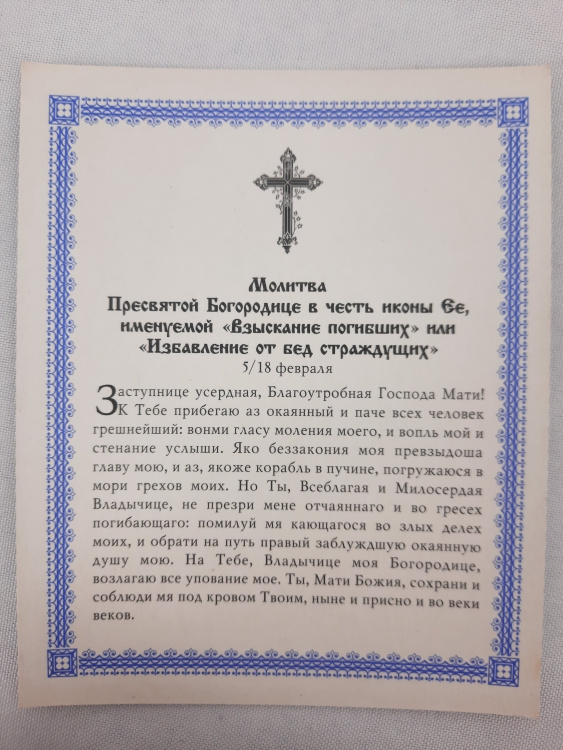 Молитва
Пресвятой Богородице в честь иконы Ее,
именуемой «Взыскание погибших» или
«Избавление от бед страждущих»
5/18 февраля
Заступнице усердная, Благоутробная Господа Мати!
К Тебе прибегаю аз окаянный и паче всех человек
грешнейший: вонми гласу моления моего, и вопль мой и
стенание услыши. Яко беззакония моя превзыдоша
главу мою, и аз, якоже корабль в пучине, погружаюся в
мори грехов моих. Но Ты, Всеблагая и Милосердая
Владычице, не презри мене отчаяннаго и во гресех
погибающаго: помилуй мя кающагося во злых делех
моих, и обрати на путь правый заблуждшую окаянную
душу мою. На Тебе, Владычице моя Богородице,
возлагаю все упование мое. Ты, Мати Божия, сохрани и
соблюди мя под кровом Твоим, ныне и присно и во веки
веков.